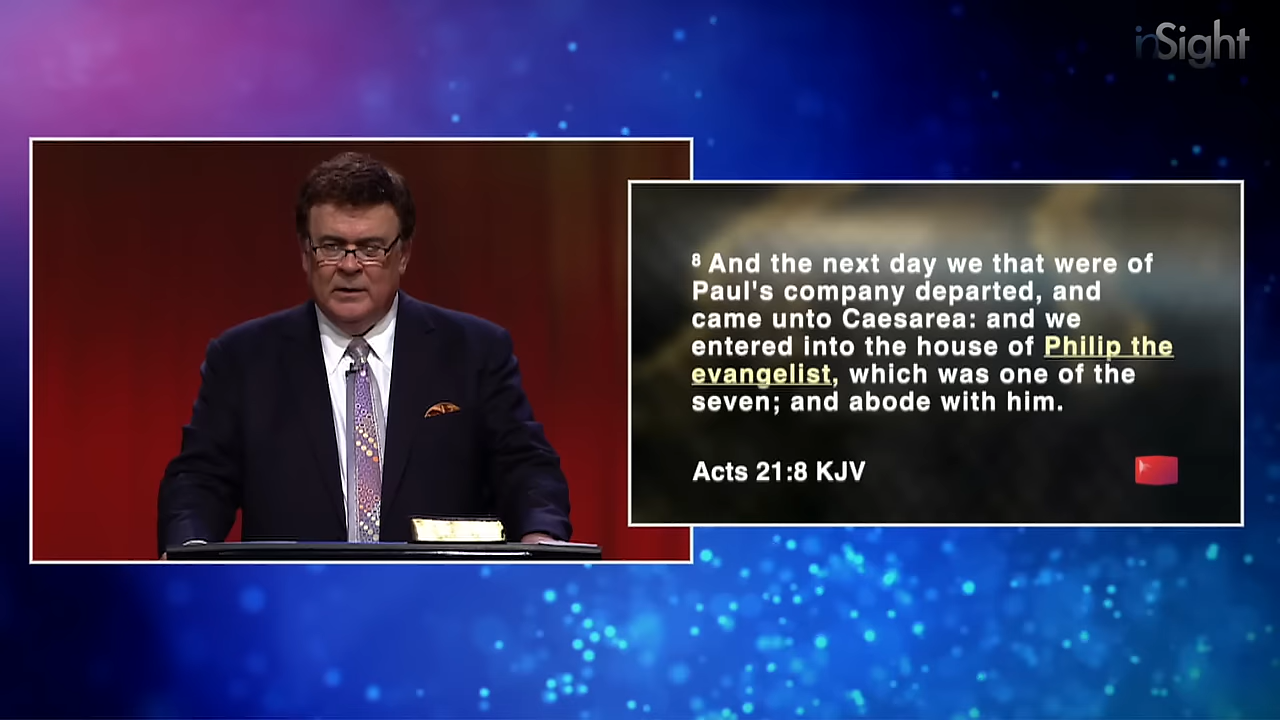 inSight
8 And the next day we that were of
Paul's company departed, and
came unto Caesarea: and we
entered into the house of Philip the
evangelist, which was one of the
seven; and abode with him.
Acts 21:8 KJV